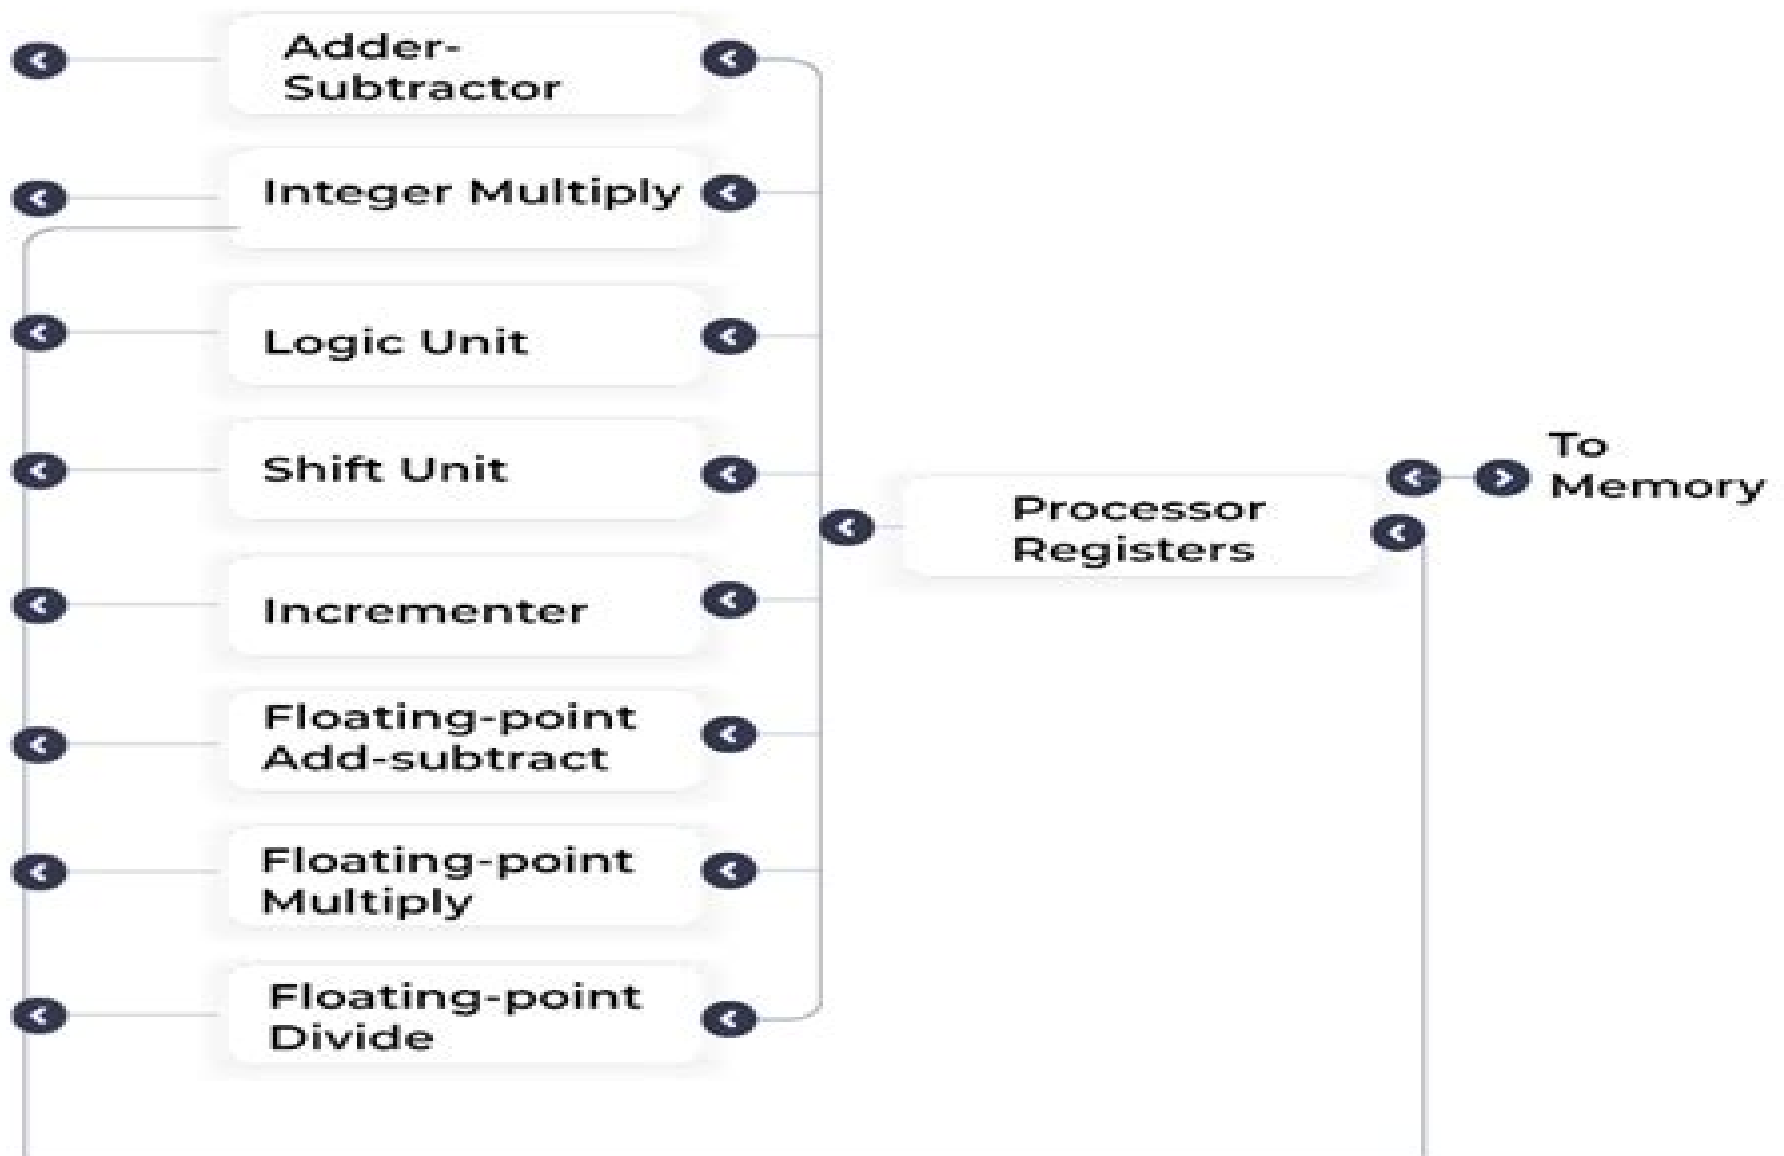 Adder-
Subtractor
Integer Multiply
Logic Unit
Shift Unit
Incrementer
Floating-point
Add-subtract
Floating-point
Multiply
Floating-point
Divide
Processor
Registers
To
Memory